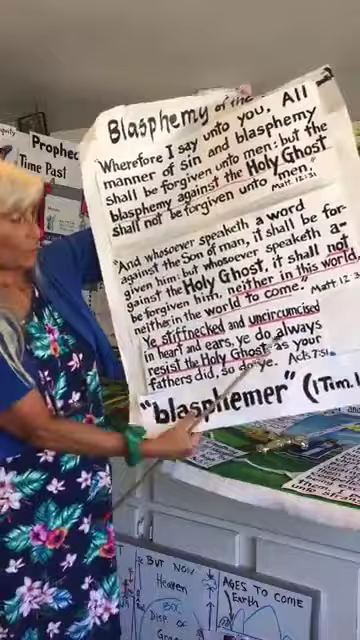 Prophec
Time Past
Blasphemy of the
"Wherefore I say unto you, All
manner of sin and blasphemy
shall be forgiven unto men: but the
blasphemy against the Holy Ghost
shall not be forgiven unto men."
Matt. 12:31
"And whosoever speaketh a word
against the Son of man, it shall be for-
given him: but whosoever speaketh a-
gainst the Holy Ghost, it shall not
be forgiven him, neither in this world,
neither in the world to come. Matt. 12:3
Ye stiffnecked and uncircumcised
in heart and ears, ye do always
resist the Holy Ghost: as your
fathers did, so do ye. Acts 7:51.
"blasphemer" (1 Tim. 1
BUT NOW
Heaven
AGES TO COME
Earth